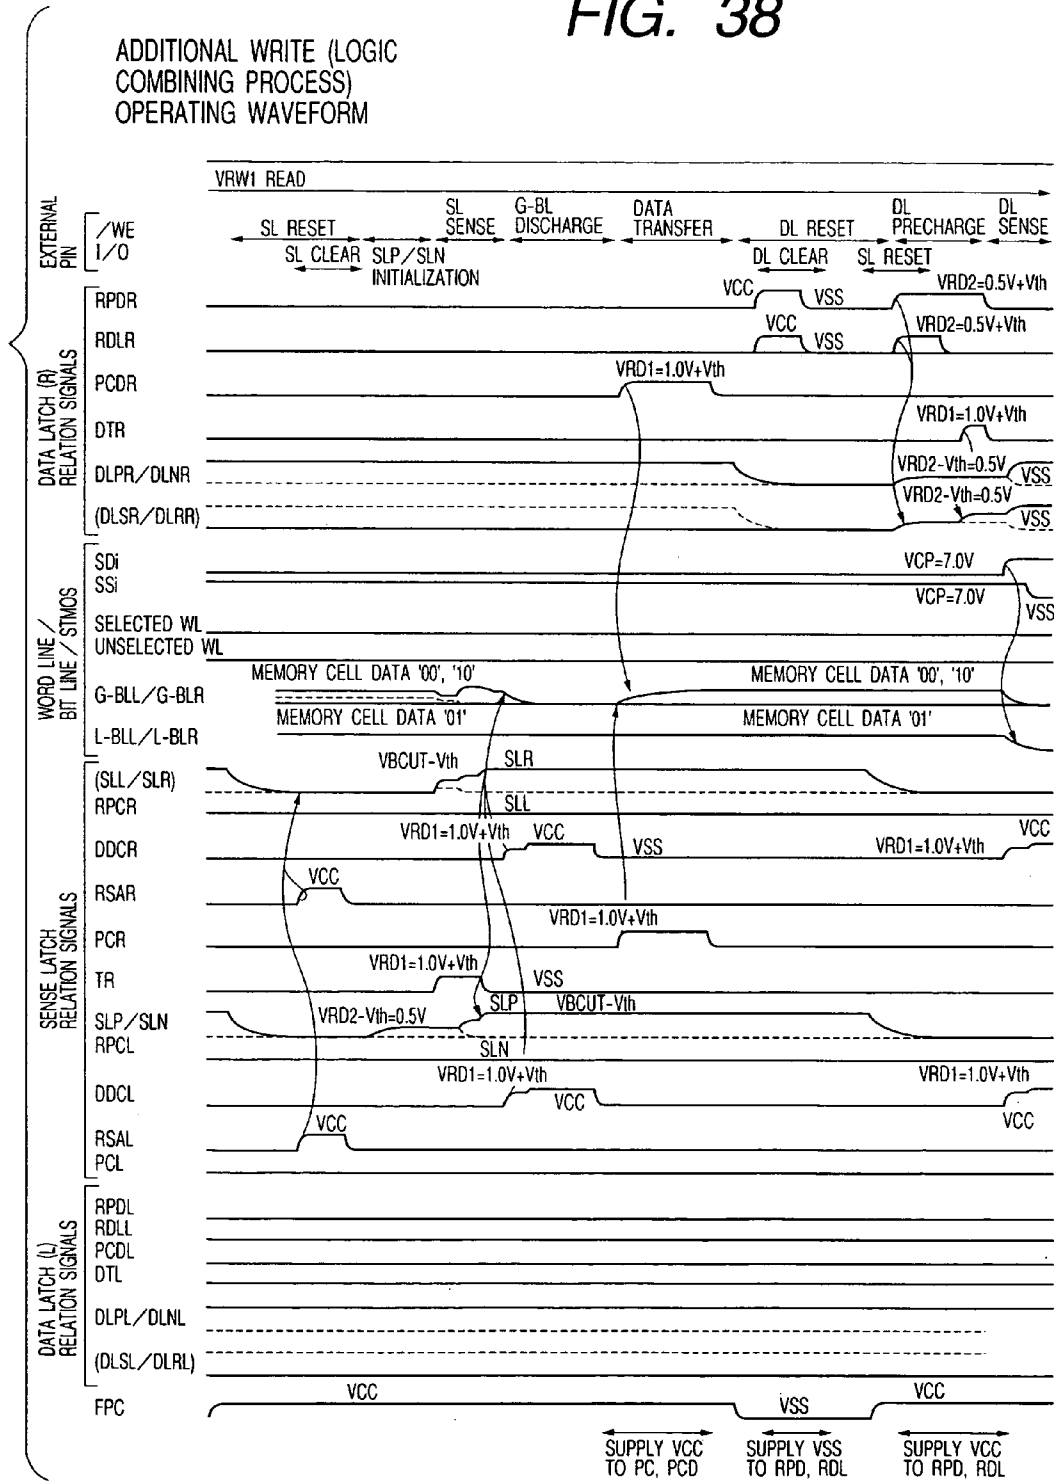 FIG. 38
ADDITIONAL WRITE (LOGIC
COMBINING PROCESS)
OPERATING WAVEFORM
VRW1 READ
EXTERNAL
PIN
/WE
I/O
SL RESET
SL
SENSE
G-BL
DISCHARGE
DATA
TRANSFER
DL RESET
DL
PRECHARGE
DL
SENSE
SL CLEAR
SLP/SLN
INITIALIZATION
DL CLEAR
SL RESET
DATA LATCH (R)
RELATION SIGNALS
RPDR
VCC
VSS
VRD2=0.5V+Vth
RDLR
VCC
VSS
VRD2=0.5V+Vth
PCDR
VRD1=1.0V+Vth
DTR
VRD1=1.0V+Vth
DLPR/DLNR
VRD2-Vth=0.5V
VSS
(DLSR/DLRR)
VRD2-Vth=0.5V
VSS
WORD LINE/
BIT LINE/STMOS
SDi
VCP=7.0V
SSi
VCP=7.0V
VSS
SELECTED WL
UNSELECTED WL
MEMORY CELL DATA '00', '10'
MEMORY CELL DATA '00', '10'
G-BLL/G-BLR
MEMORY CELL DATA '01'
MEMORY CELL DATA '01'
L-BLL/L-BLR
SENSE LATCH
RELATION SIGNALS
VBCUT-Vth
SLR
(SLL/SLR)
RPCR
SLL
VRD1=1.0V+Vth
VCC
VCC
DDCR
VSS
VRD1=1.0V+Vth
RSAR
VCC
VRD1=1.0V+Vth
PCR
TR
VRD1=1.0V+Vth
VSS
SLP
VBCUT-Vth
SLP/SLN
VRD2-Vth=0.5V
RPCL
SLN
VRD1=1.0V+Vth
VRD1=1.0V+Vth
DDCL
VCC
VCC
RSAL
VCC
PCL
DATA LATCH (L)
RELATION SIGNALS
RPDL
RDLL
PCDL
DTL
DLPL/DLNL
(DLSL/DLRL)
FPC
VCC
VSS
VCC
SUPPLY VCC
TO PC, PCD
SUPPLY VSS
TO RPD, RDL
SUPPLY VCC
TO RPD, RDL